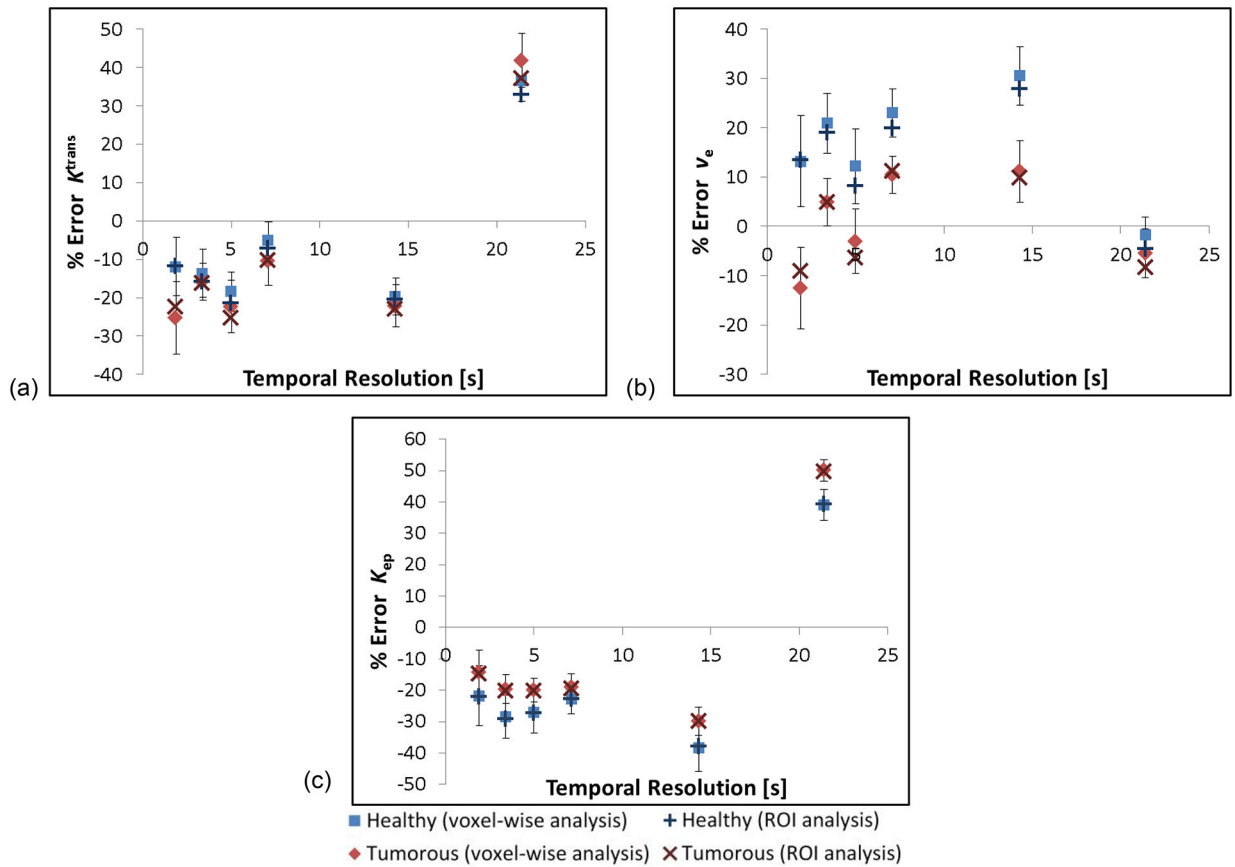 50
40
30
20
10
0
-10
-20
-30
-40
0 5 10 15 20 25
% Error Ktrans
Temporal Resolution [s]
(a)
40
30
20
10
0
-10
-20
-30
0 5 10 15 20 25
% Error ve
Temporal Resolution [s]
(b)
60
50
40
30
20
10
0
-10
-20
-30
-40
-50
0 5 10 15 20 25
% Error Kep
Temporal Resolution [s]
(c)
Healthy (voxel-wise analysis) Healthy (ROI analysis)
Tumorous (voxel-wise analysis) Tumorous (ROI analysis)